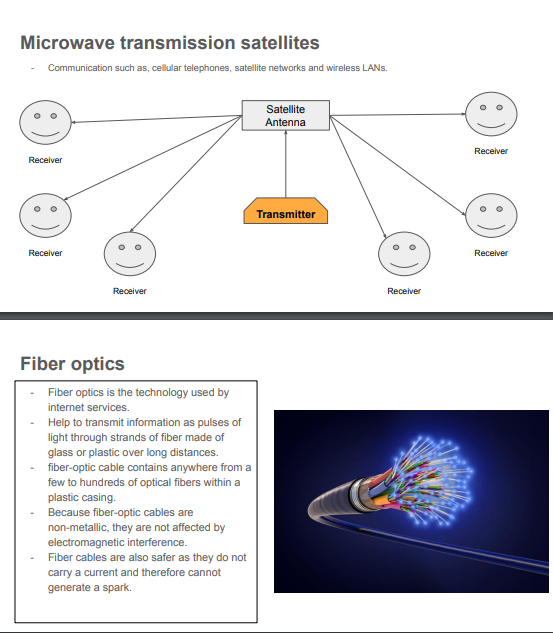 Microwave transmission satellites
- Communication such as, cellular telephones, satellite networks and wireless LANs.
Satellite
Antenna
Receiver
Receiver
Transmitter
Receiver
Receiver
Receiver
Receiver
Fiber optics
- Fiber optics is the technology used by
internet services.
- Help to transmit information as pulses of
light through strands of fiber made of
glass or plastic over long distances.
- fiber-optic cable contains anywhere from a
few to hundreds of optical fibers within a
plastic casing.
- Because fiber-optic cables are
non-metallic, they are not affected by
electromagnetic interference.
- Fiber cables are also safer as they do not
carry a current and therefore cannot
generate a spark.